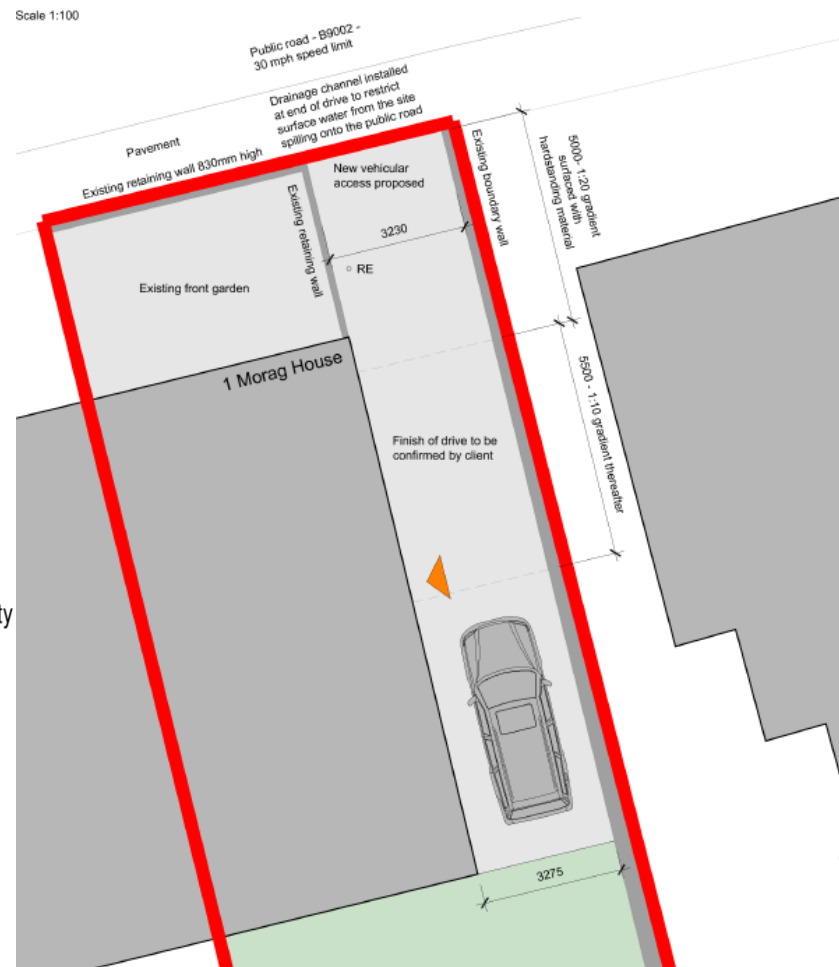 Scale 1:100
Public road - B9002 -
30 mph speed limit
Drainage channel installed
at end of drive to restrict
surface water from the site
spilling onto the public road
Pavement
Existing retaining wall 830mm high
New vehicular
access proposed
Existing boundary wall
5000- 1:20 gradient
surfaced with
hardstanding material
Existing retaining wall
3230
RE
Existing front garden
1 Morag House
5500 - 1:10 gradient thereafter
Finish of drive to be
confirmed by client
ty
3275